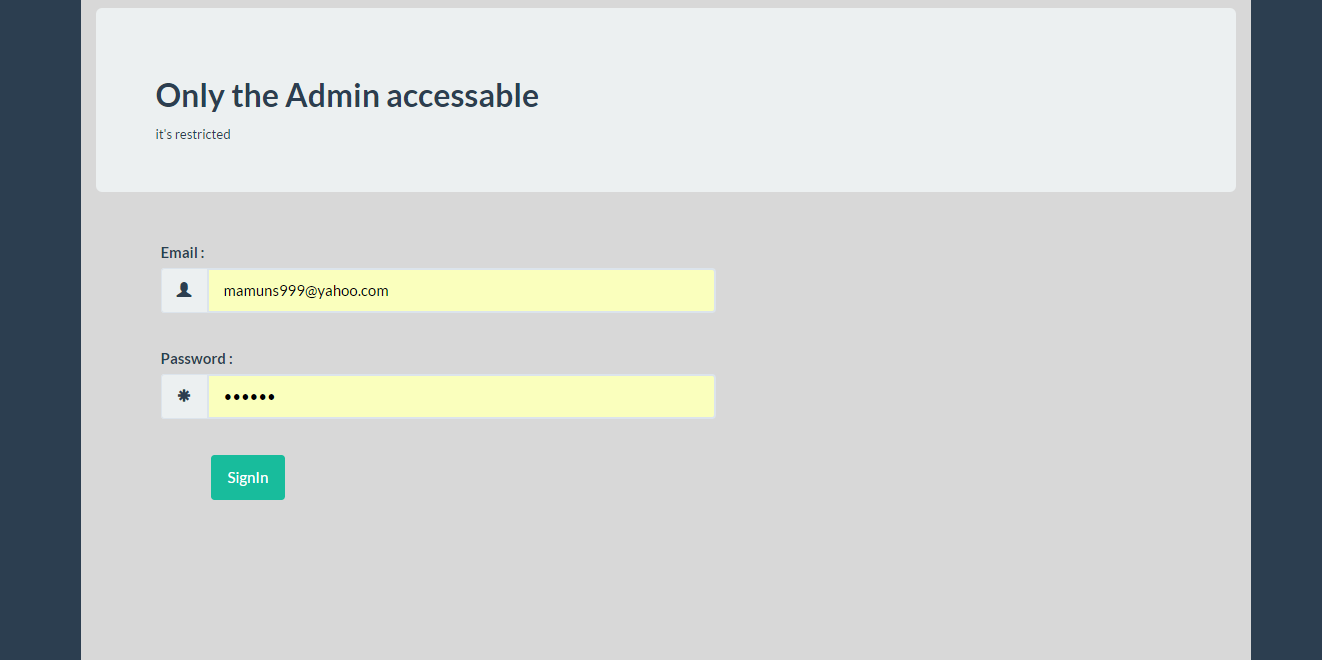 Only the Admin accessable
it's restricted
Email :
mamuns999@yahoo.com
Password :
••••••
SignIn